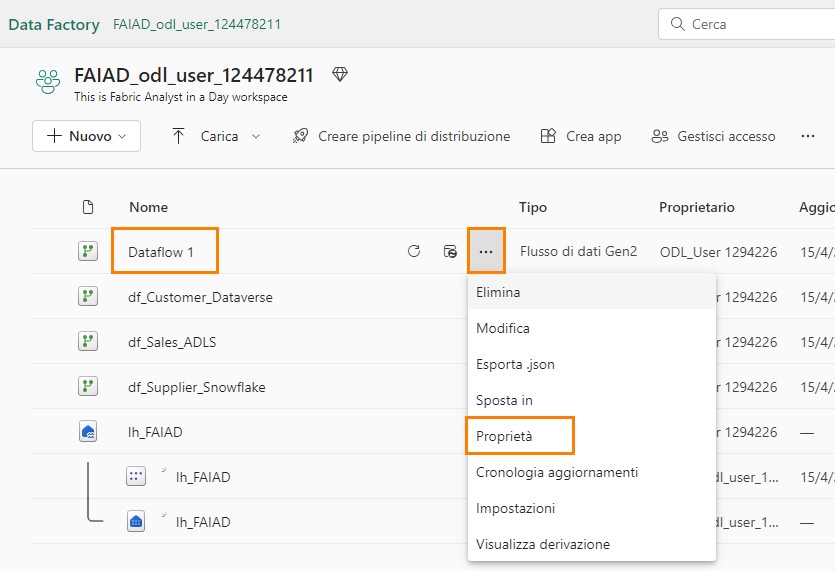 Data Factory FAIAD_odl_user_124478211 Cerca
FAIAD_odl_user_124478211
This is Fabric Analyst in a Day workspace
Nuovo Carica Creare pipeline di distribuzione Crea app Gestisci accesso ...
Nome Tipo Proprietario Aggio
Dataflow 1 ... Flusso di dati Gen2 ODL_User 1294226 15/4/
df_Customer_Dataverse r 1294226 15/4/
df_Sales_ADLS r 1294226 15/4/
df_Supplier_Snowflake r 1294226 15/4/
lh_FAIAD r 1294226 —
lh_FAIAD dl_user_1... 15/4/
lh_FAIAD dl_user_1... —
Elimina
Modifica
Esporta .json
Sposta in
Proprietà
Cronologia aggiornamenti
Impostazioni
Visualizza derivazione